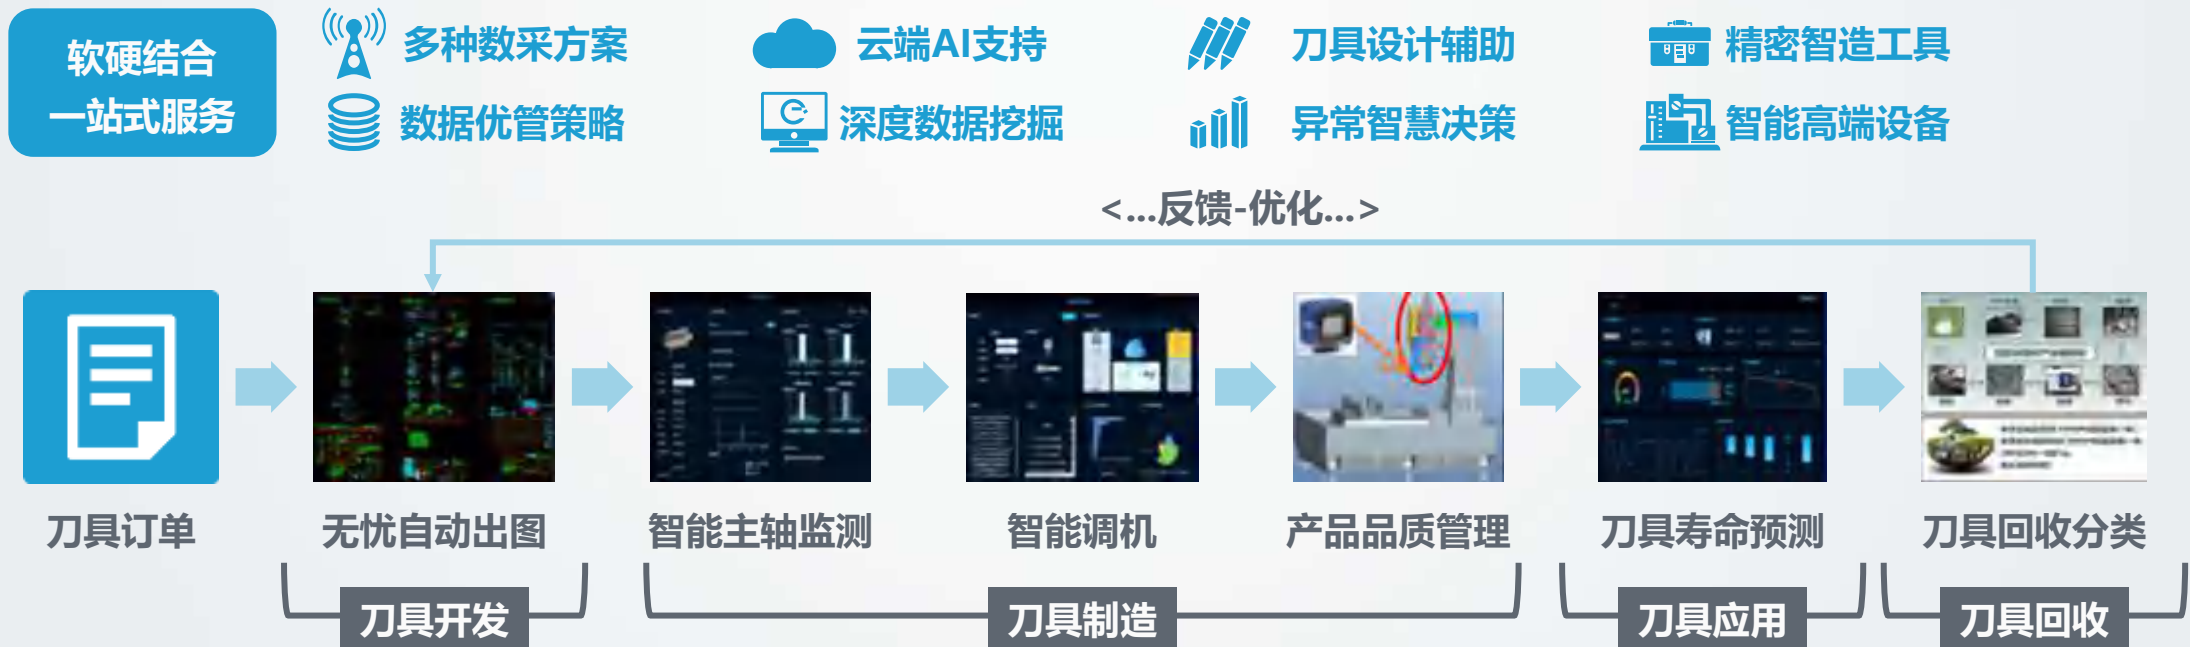 软硬结合
一站式服务
多种数采方案
云端AI支持
刀具设计辅助
精密智造工具
数据优管策略
深度数据挖掘
异常智慧决策
智能高端设备
<...反馈-优化...>
刀具订单
无忧自动出图
智能主轴监测
智能调机
产品品质管理
刀具寿命预测
刀具回收分类
刀具开发
刀具制造
刀具应用
刀具回收